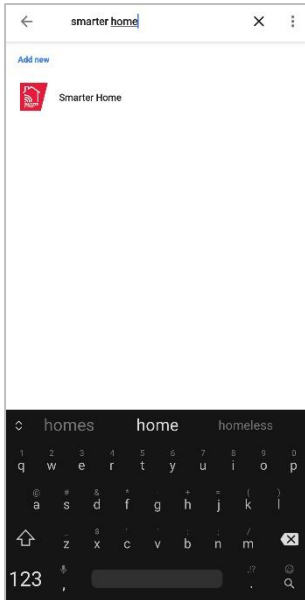 smarter home
Add new
Smarter Home
homes home homeless
1 2 3 4 5 6 7 8 9 0
q w e r t y u i o p
@ # & * - + = ( )
a s d f g h j k l
z x c v b n m
123 , .